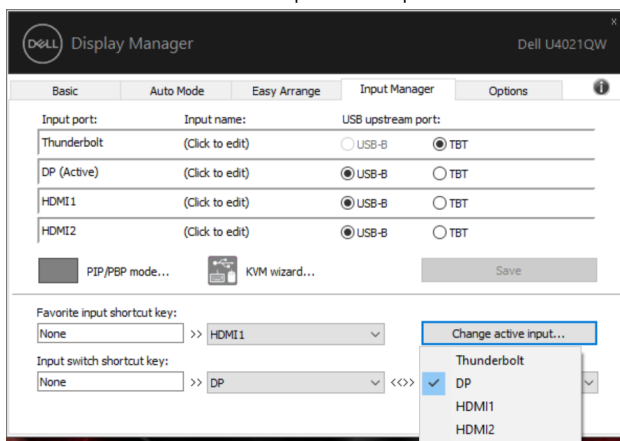 DELL Display Manager Dell U4021QW
x
Basic Auto Mode Easy Arrange Input Manager Options i
Input port: Input name: USB upstream port:
Thunderbolt (Click to edit) USB-B TBT
DP (Active) (Click to edit) USB-B TBT
HDMI1 (Click to edit) USB-B TBT
HDMI2 (Click to edit) USB-B TBT
PIP/PBP mode... KVM wizard... Save
Favorite input shortcut key:
None >> HDMI1 Change active input...
Input switch shortcut key:
None >> DP <<>>
Thunderbolt
DP
HDMI1
HDMI2